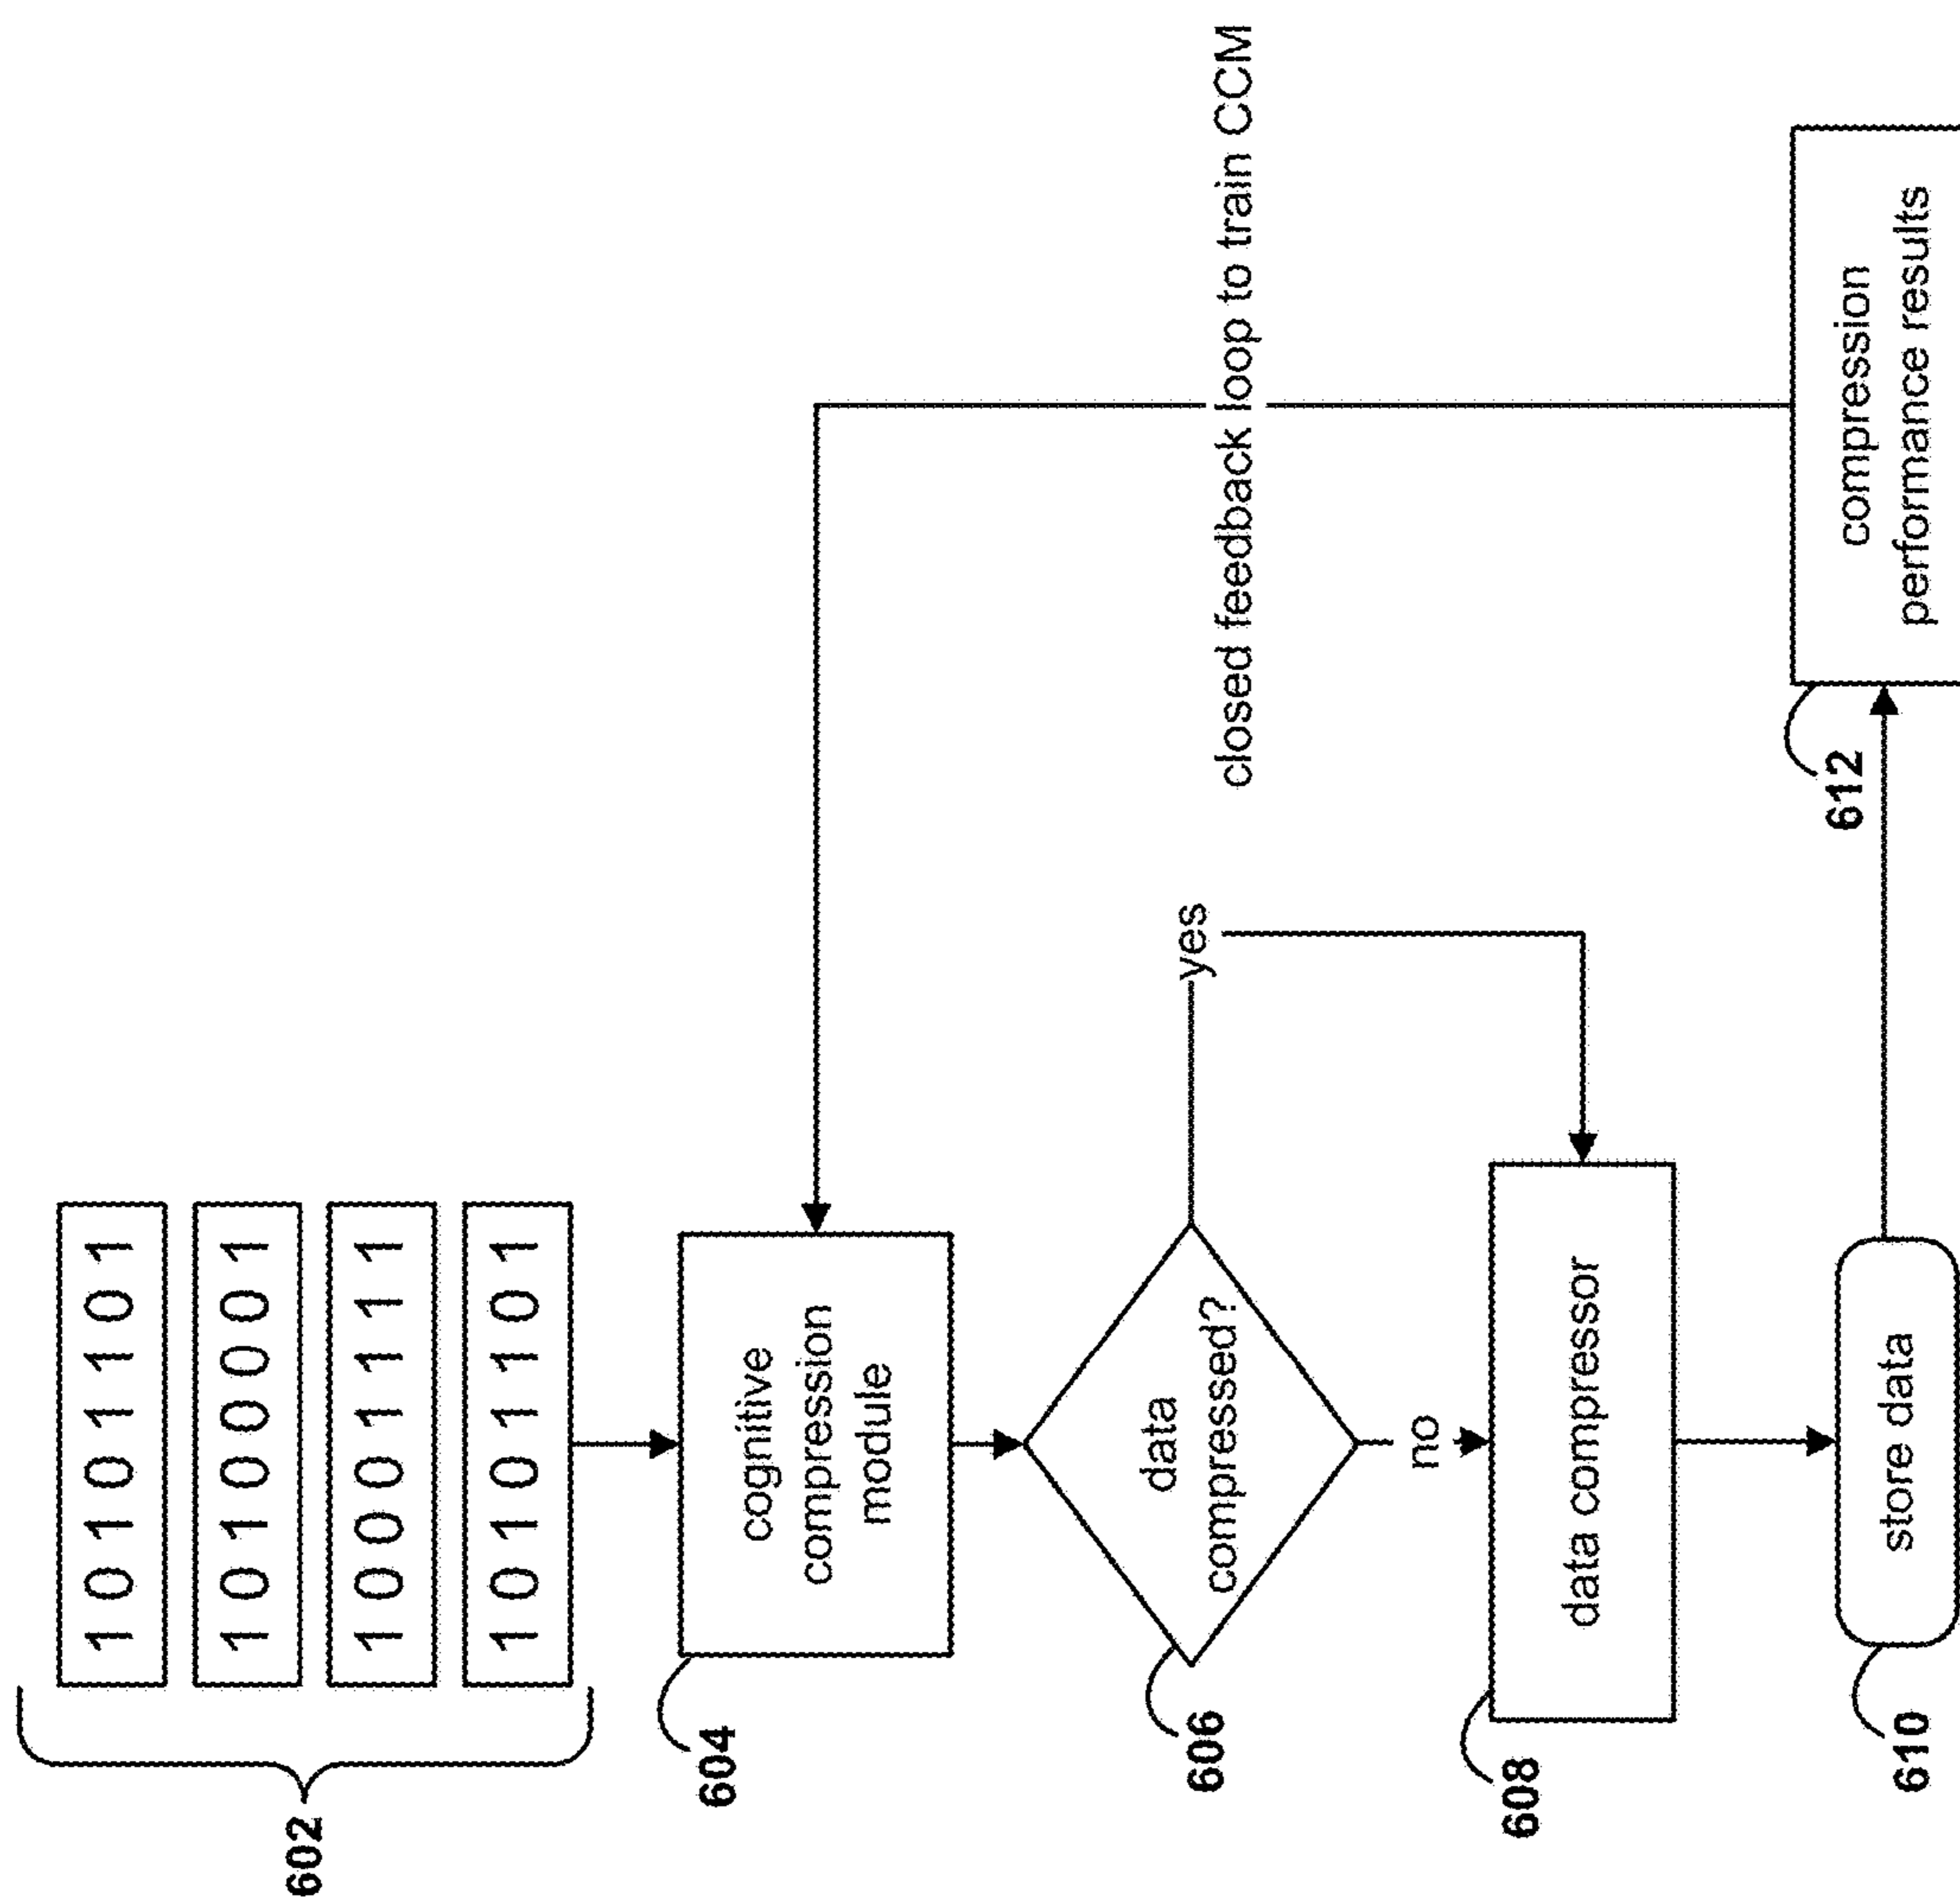 602
1 0 1 0 1 1 0 1
1 0 1 0 0 0 0 1
1 0 0 0 1 1 1 1
1 0 1 0 1 1 0 1
604
cognitive
compression
module
606
data
compressed?
yes
closed feedback loop to train CCM
no
608
data compressor
610
store data
612
compression
performance results